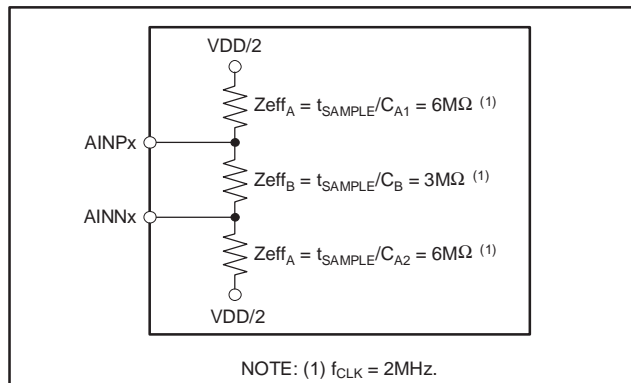 VDD/2
Zeff_A = t_SAMPLE/C_A1 = 6MΩ (1)
AINPx
Zeff_B = t_SAMPLE/C_B = 3MΩ (1)
AINNx
Zeff_A = t_SAMPLE/C_A2 = 6MΩ (1)
VDD/2
NOTE: (1) f_CLK = 2MHz.